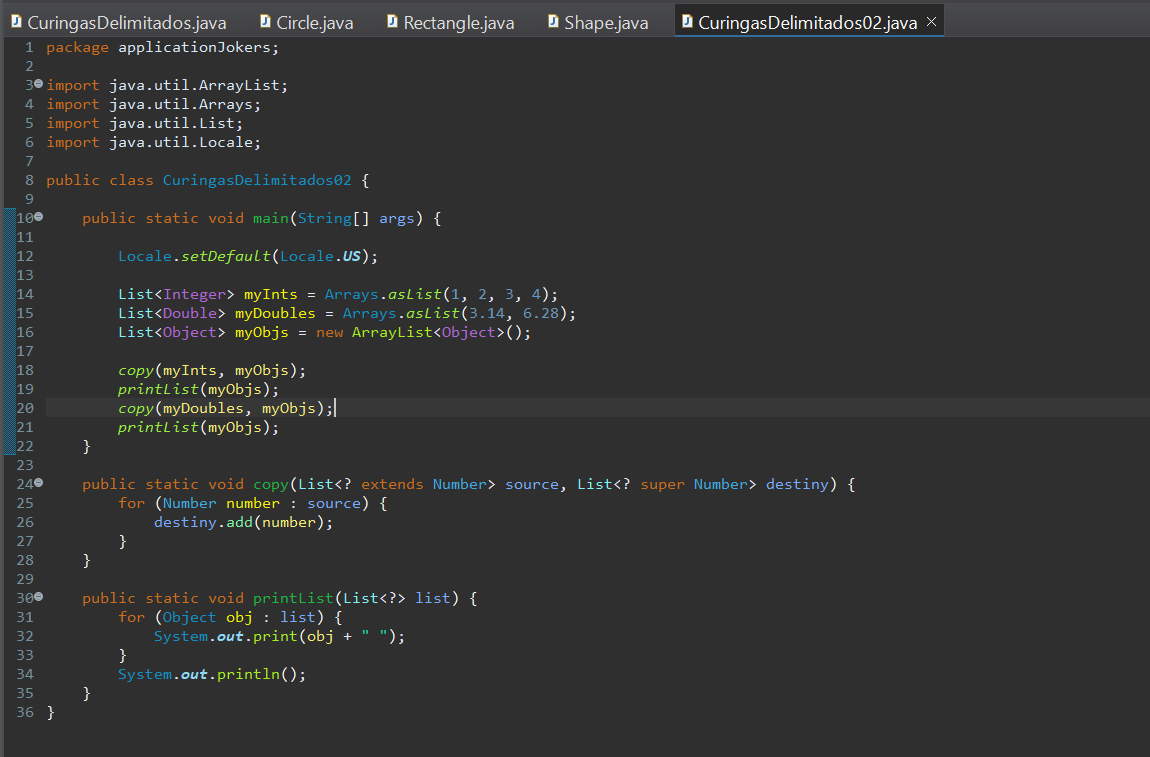 CuringasDelimitados.java Circle.java Rectangle.java Shape.java CuringasDelimitados02.java ×
1 package applicationJokers;
2
3 import java.util.ArrayList;
4 import java.util.Arrays;
5 import java.util.List;
6 import java.util.Locale;
7
8 public class CuringasDelimitados02 {
9
10     public static void main(String[] args) {
11
12         Locale.setDefault(Locale.US);
13
14         List<Integer> myInts = Arrays.asList(1, 2, 3, 4);
15         List<Double> myDoubles = Arrays.asList(3.14, 6.28);
16         List<Object> myObjs = new ArrayList<Object>();
17
18         copy(myInts, myObjs);
19         printList(myObjs);
20         copy(myDoubles, myObjs);
21         printList(myObjs);
22     }
23
24     public static void copy(List<? extends Number> source, List<? super Number> destiny) {
25         for (Number number : source) {
26             destiny.add(number);
27         }
28     }
29
30     public static void printList(List<?> list) {
31         for (Object obj : list) {
32             System.out.print(obj + " ");
33         }
34         System.out.println();
35     }
36 }